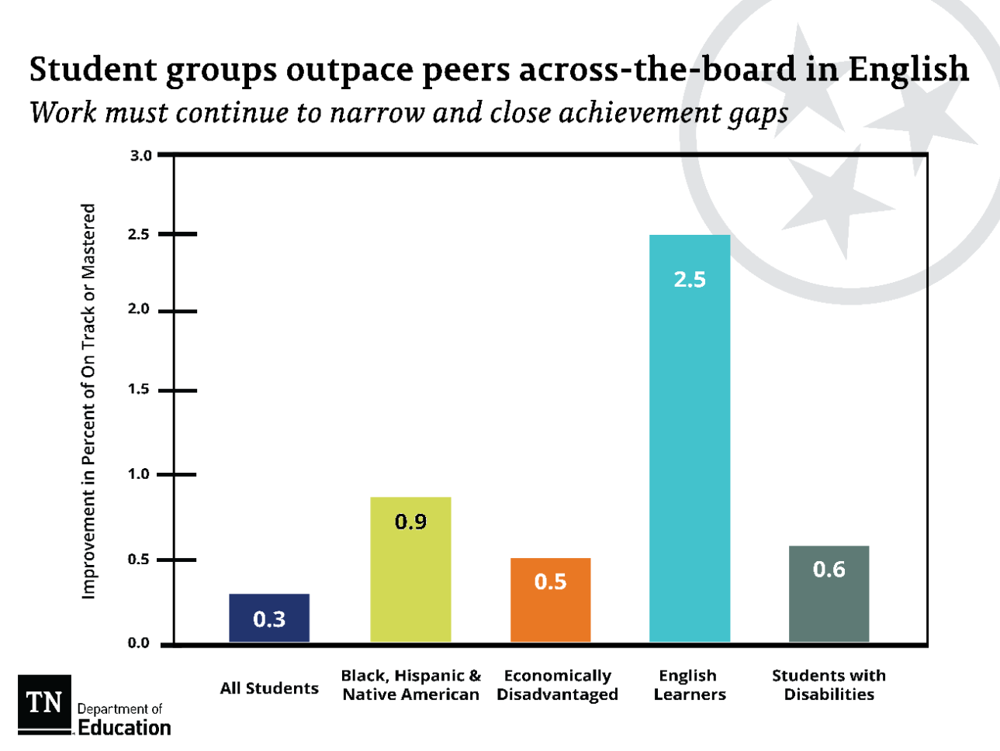 Student groups outpace peers across-the-board in English
Work must continue to narrow and close achievement gaps
Improvement in Percent of On Track or Mastered
3.0
2.5
2.0
1.5
1.0
0.5
0.0
0.3
0.9
0.5
2.5
0.6
All Students
Black, Hispanic &
Native American
Economically
Disadvantaged
English
Learners
Students with
Disabilities
TN
Department of
Education